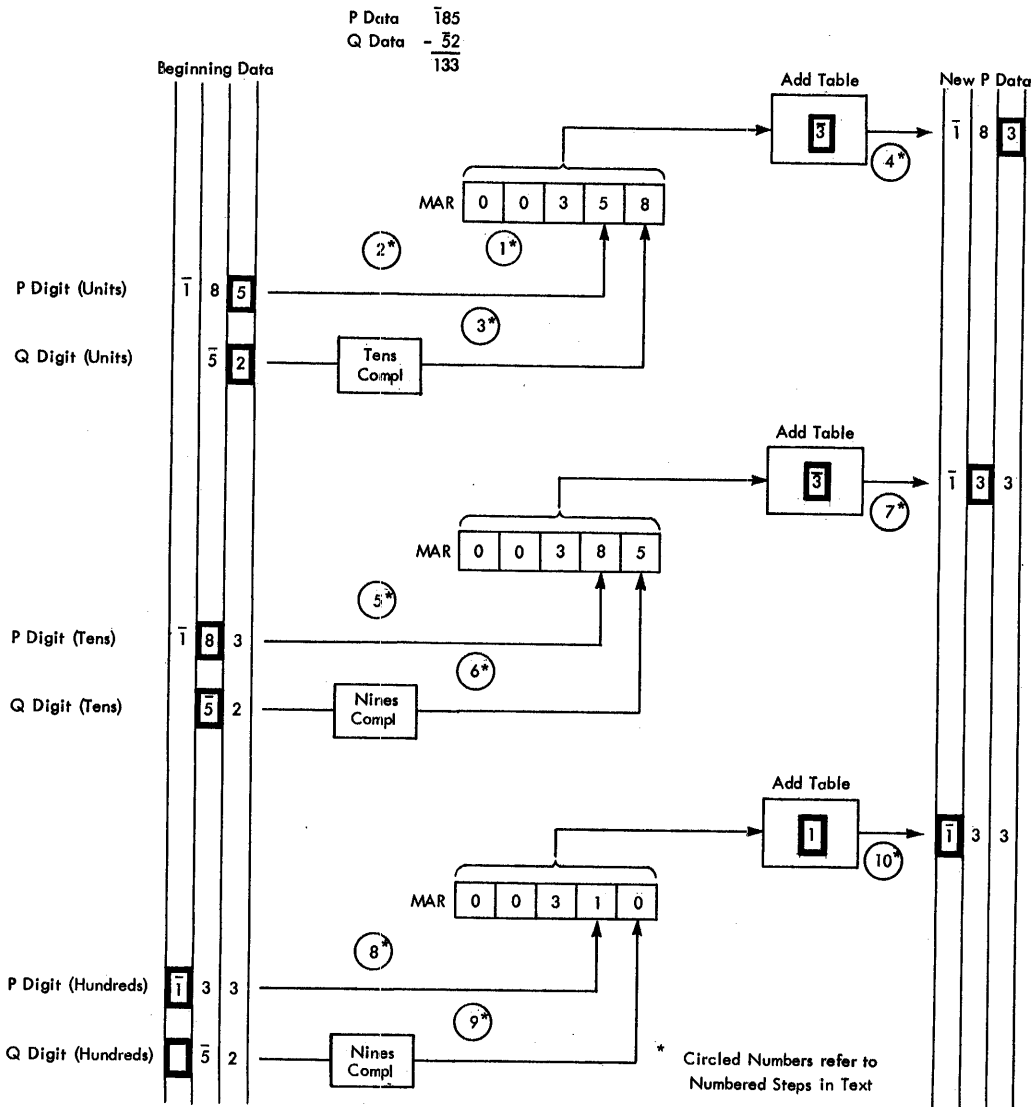 P Data 1̅85
Q Data - 5̅2
1̅33
Beginning Data
Add Table
New P Data
3̅
4*
1̅ 8 3
MAR 0 0 3 5 8
2*
1*
P Digit (Units) 1̅ 8 5
3*
Q Digit (Units) 5̅ 2
Tens
Compl
Add Table
3̅
7*
1̅ 3 3
MAR 0 0 3 8 5
5*
P Digit (Tens) 1̅ 8 3
6*
Q Digit (Tens) 5̅ 2
Nines
Compl
Add Table
1
10*
1̅ 3 3
MAR 0 0 3 1 0
8*
P Digit (Hundreds) 1̅ 3 3
9*
Q Digit (Hundreds) 5̅ 2
Nines
Compl
* Circled Numbers refer to
Numbered Steps in Text